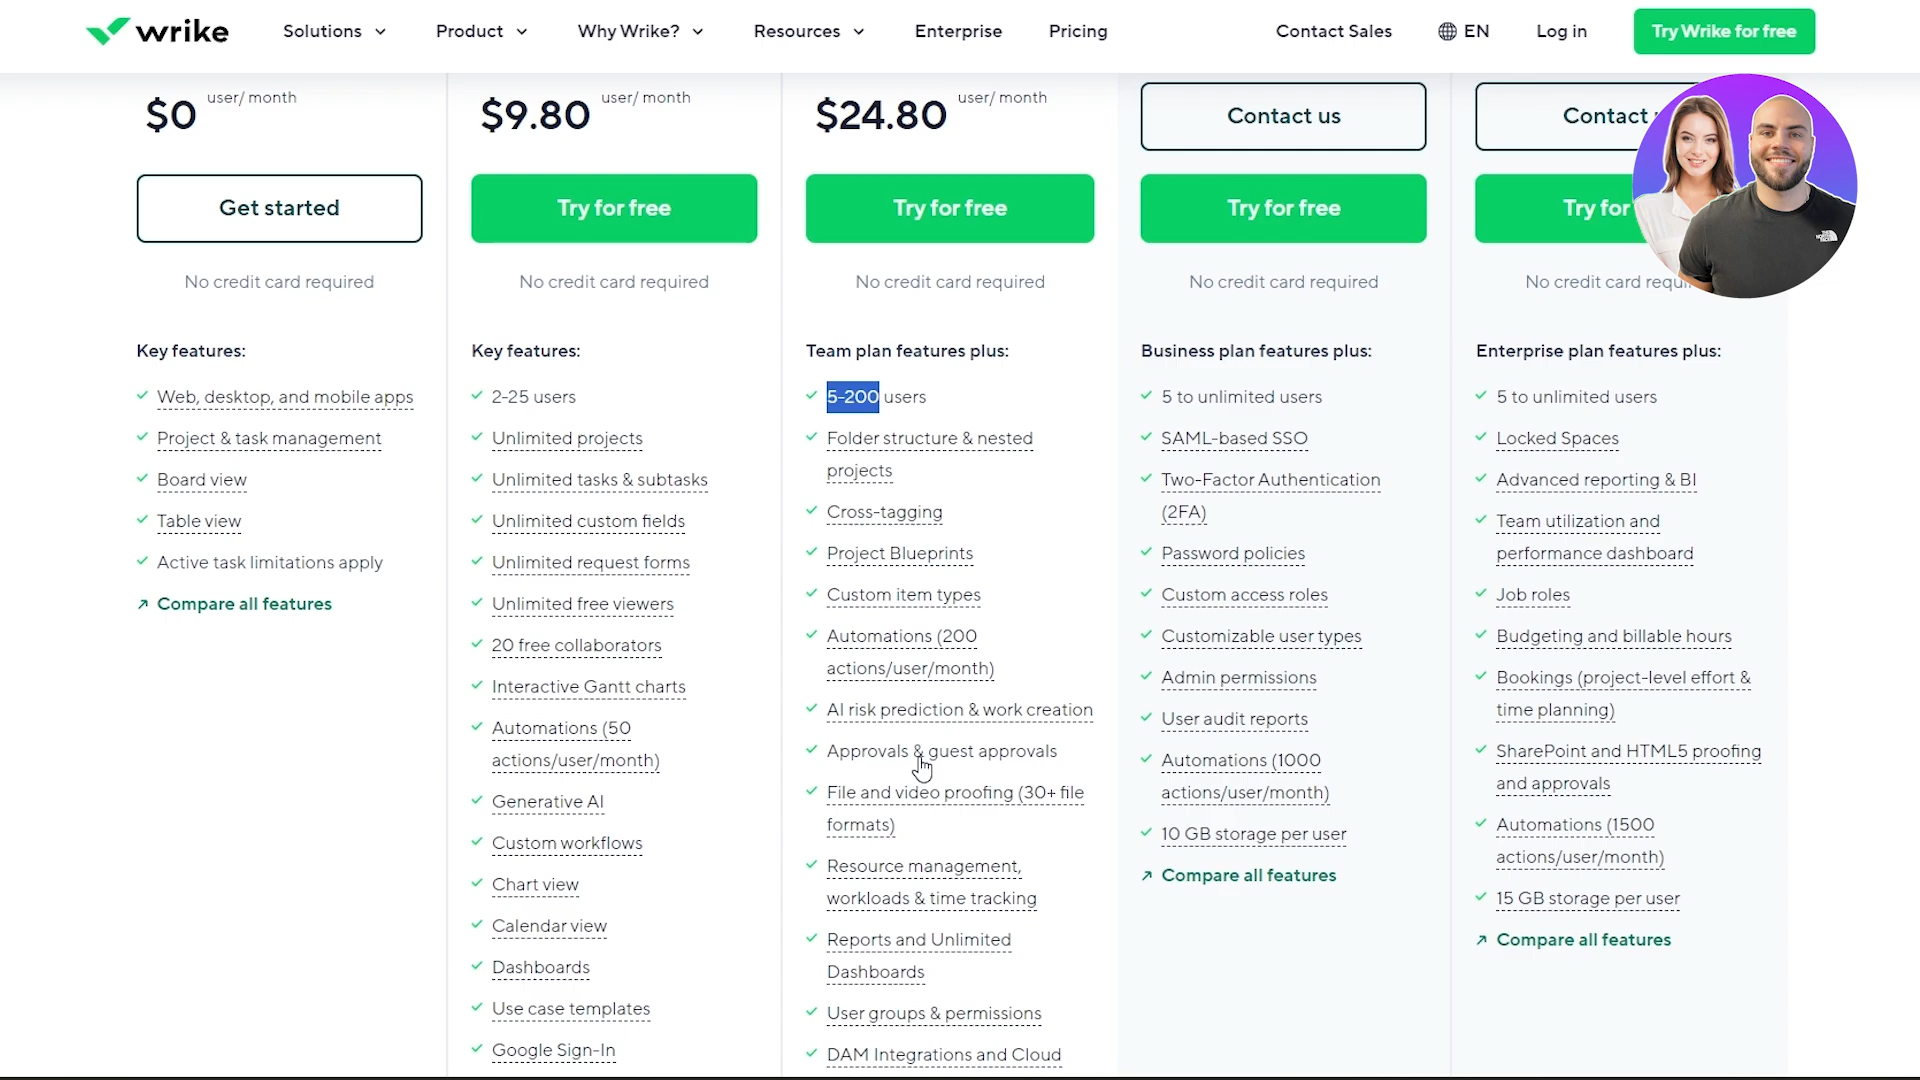 wrike
Solutions
Product
Why Wrike?
Resources
Enterprise
Pricing
Contact Sales
EN
Log in
Try Wrike for free
$0 user/ month
Get started
No credit card required
Key features:
Web, desktop, and mobile apps
Project & task management
Board view
Table view
Active task limitations apply
Compare all features
$9.80 user/ month
Try for free
No credit card required
Key features:
2-25 users
Unlimited projects
Unlimited tasks & subtasks
Unlimited custom fields
Unlimited request forms
Unlimited free viewers
20 free collaborators
Interactive Gantt charts
Automations (50
actions/user/month)
Generative AI
Custom workflows
Chart view
Calendar view
Dashboards
Use case templates
Google Sign-In
$24.80 user/ month
Try for free
No credit card required
Team plan features plus:
5-200 users
Folder structure & nested
projects
Cross-tagging
Project Blueprints
Custom item types
Automations (200
actions/user/month)
AI risk prediction & work creation
Approvals & guest approvals
File and video proofing (30+ file
formats)
Resource management,
workloads & time tracking
Reports and Unlimited
Dashboards
User groups & permissions
DAM Integrations and Cloud
Contact us
Try for free
No credit card required
Business plan features plus:
5 to unlimited users
SAML-based SSO
Two-Factor Authentication
(2FA)
Password policies
Custom access roles
Customizable user types
Admin permissions
User audit reports
Automations (1000
actions/user/month)
10 GB storage per user
Compare all features
Contact
Try for
No credit card
Enterprise plan features plus:
5 to unlimited users
Locked Spaces
Advanced reporting & BI
Team utilization and
performance dashboard
Job roles
Budgeting and billable hours
Bookings (project-level effort &
time planning)
SharePoint and HTML5 proofing
and approvals
Automations (1500
actions/user/month)
15 GB storage per user
Compare all features